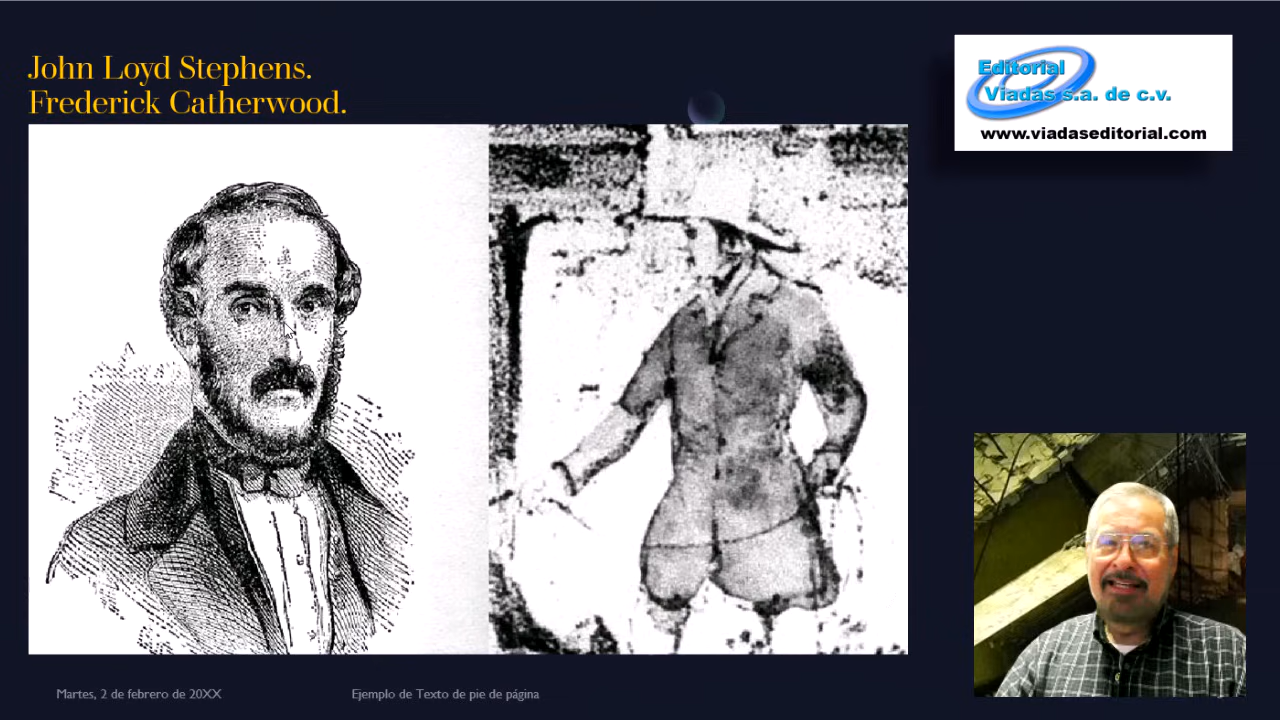 John Loyd Stephens.
Frederick Catherwood.
Editorial
Viadas s.a. de c.v.
www.viadaseditorial.com
Martes, 2 de febrero de 20XX
Ejemplo de Texto de pie de página